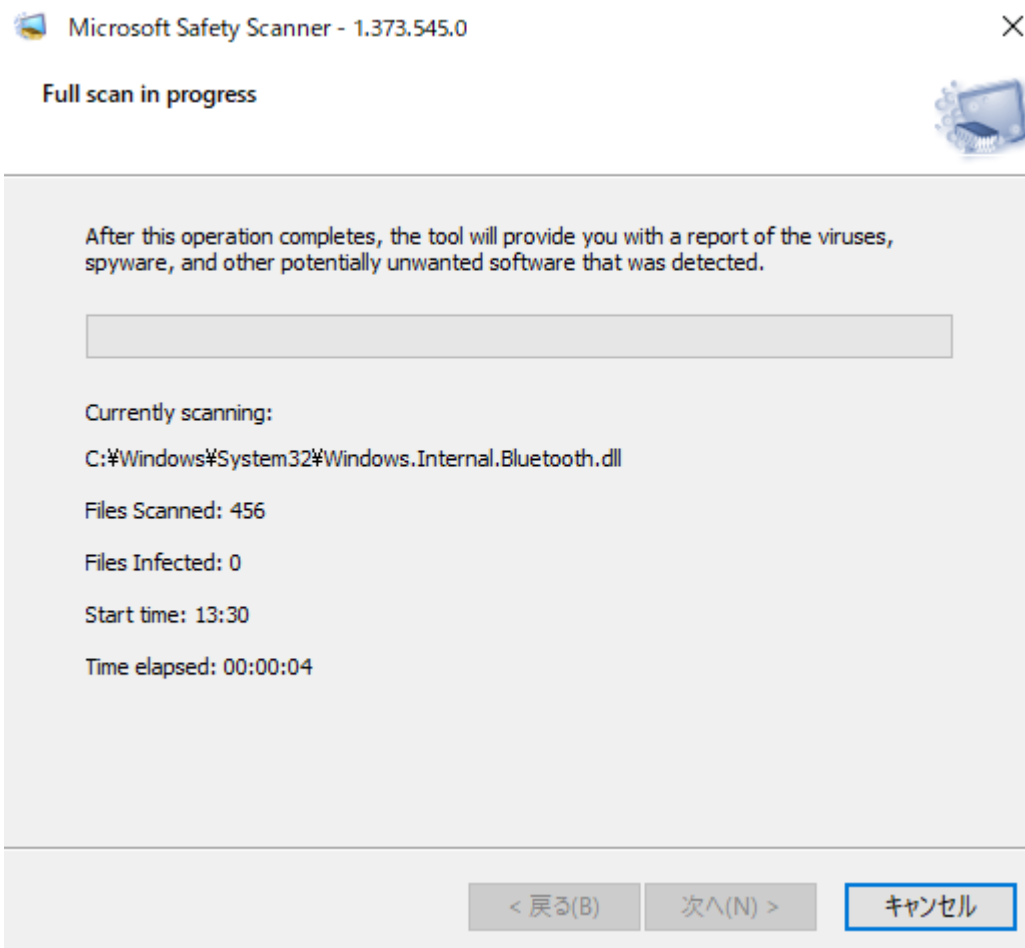 Microsoft Safety Scanner - 1.373.545.0
Full scan in progress
After this operation completes, the tool will provide you with a report of the viruses,
spyware, and other potentially unwanted software that was detected.
Currently scanning:
C:¥Windows¥System32¥Windows.Internal.Bluetooth.dll
Files Scanned: 456
Files Infected: 0
Start time: 13:30
Time elapsed: 00:00:04
< 戻る(B) 次へ(N) > キャンセル